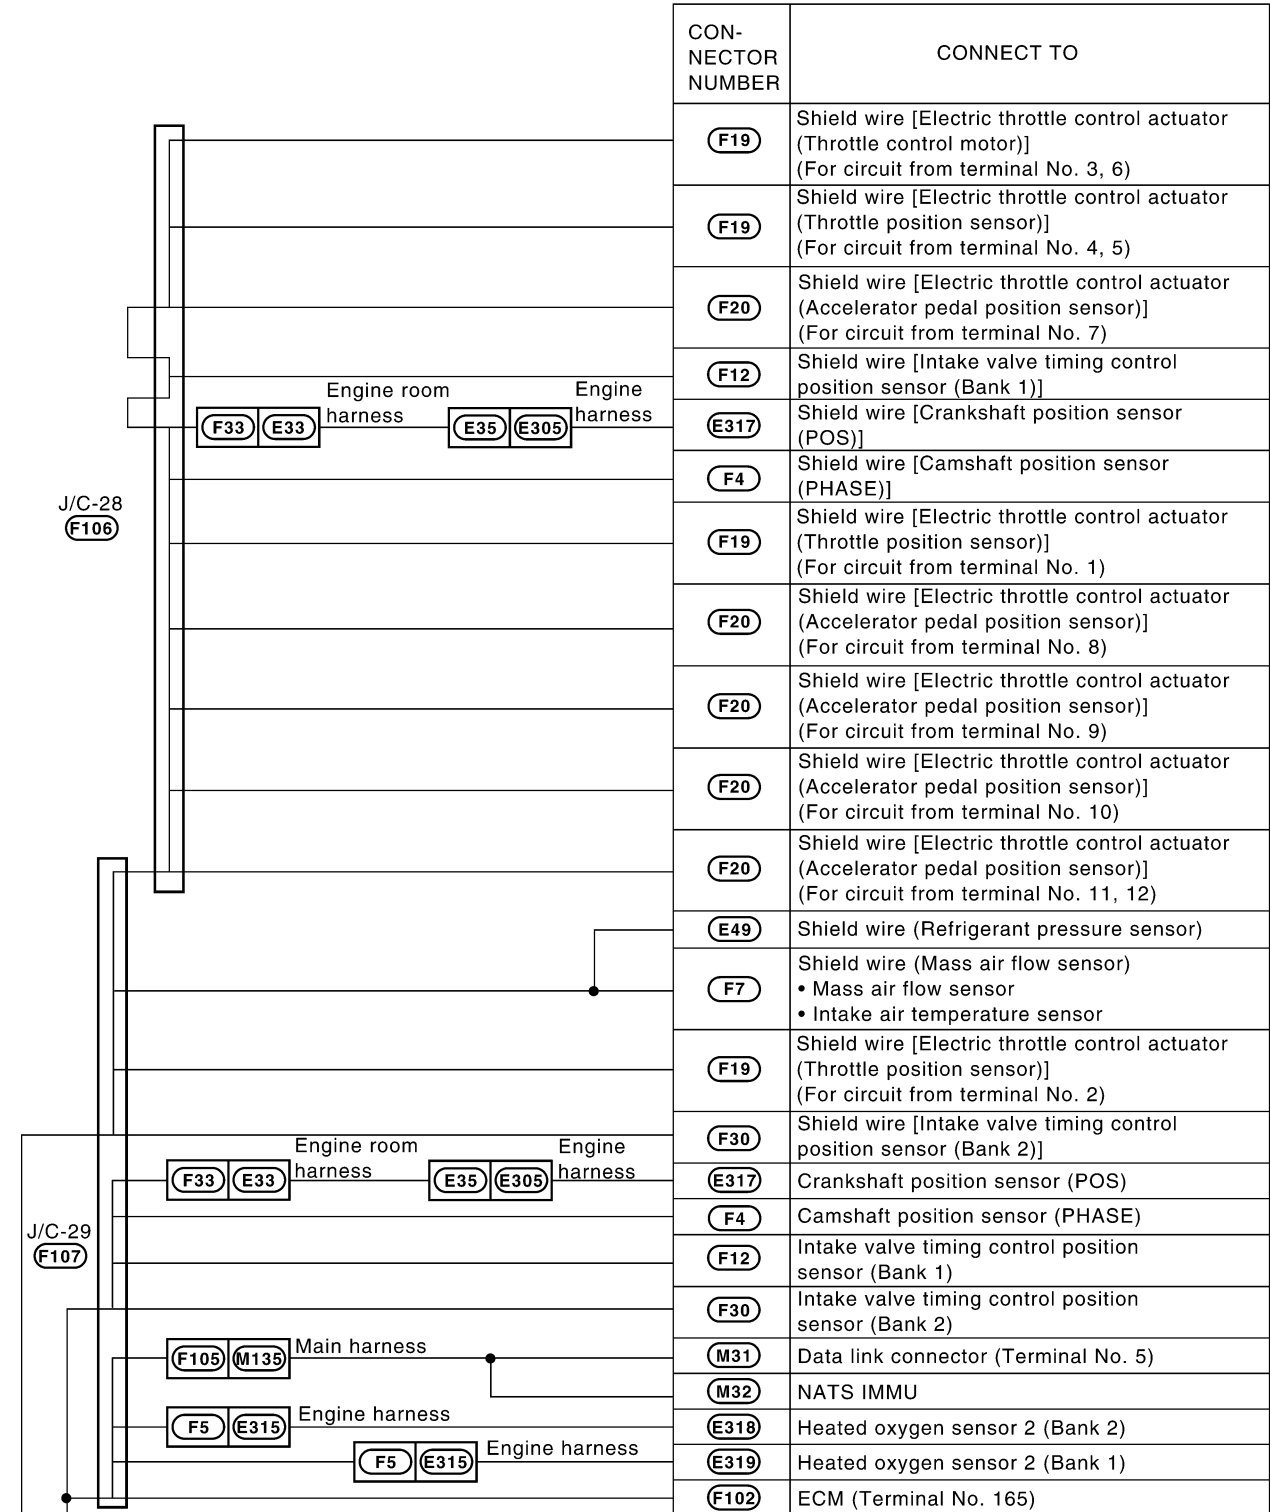 CON-
NECTOR
NUMBER
CONNECT TO
F19
Shield wire [Electric throttle control actuator
(Throttle control motor)]
(For circuit from terminal No. 3, 6)
F19
Shield wire [Electric throttle control actuator
(Throttle position sensor)]
(For circuit from terminal No. 4, 5)
F20
Shield wire [Electric throttle control actuator
(Accelerator pedal position sensor)]
(For circuit from terminal No. 7)
F12
Shield wire [Intake valve timing control
position sensor (Bank 1)]
F33 E33
Engine room
harness
E35 E305
Engine
harness
E317
Shield wire [Crankshaft position sensor
(POS)]
F4
Shield wire [Camshaft position sensor
(PHASE)]
J/C-28
F106
F19
Shield wire [Electric throttle control actuator
(Throttle position sensor)]
(For circuit from terminal No. 1)
F20
Shield wire [Electric throttle control actuator
(Accelerator pedal position sensor)]
(For circuit from terminal No. 8)
F20
Shield wire [Electric throttle control actuator
(Accelerator pedal position sensor)]
(For circuit from terminal No. 9)
F20
Shield wire [Electric throttle control actuator
(Accelerator pedal position sensor)]
(For circuit from terminal No. 10)
F20
Shield wire [Electric throttle control actuator
(Accelerator pedal position sensor)]
(For circuit from terminal No. 11, 12)
E49
Shield wire (Refrigerant pressure sensor)
F7
Shield wire (Mass air flow sensor)
• Mass air flow sensor
• Intake air temperature sensor
F19
Shield wire [Electric throttle control actuator
(Throttle position sensor)]
(For circuit from terminal No. 2)
F30
Shield wire [Intake valve timing control
position sensor (Bank 2)]
F33 E33
Engine room
harness
E35 E305
Engine
harness
E317
Crankshaft position sensor (POS)
F4
Camshaft position sensor (PHASE)
J/C-29
F107
F12
Intake valve timing control position
sensor (Bank 1)
F30
Intake valve timing control position
sensor (Bank 2)
F105 M135
Main harness
M31
Data link connector (Terminal No. 5)
M32
NATS IMMU
F5 E315
Engine harness
E318
Heated oxygen sensor 2 (Bank 2)
F5 E315
Engine harness
E319
Heated oxygen sensor 2 (Bank 1)
F102
ECM (Terminal No. 165)